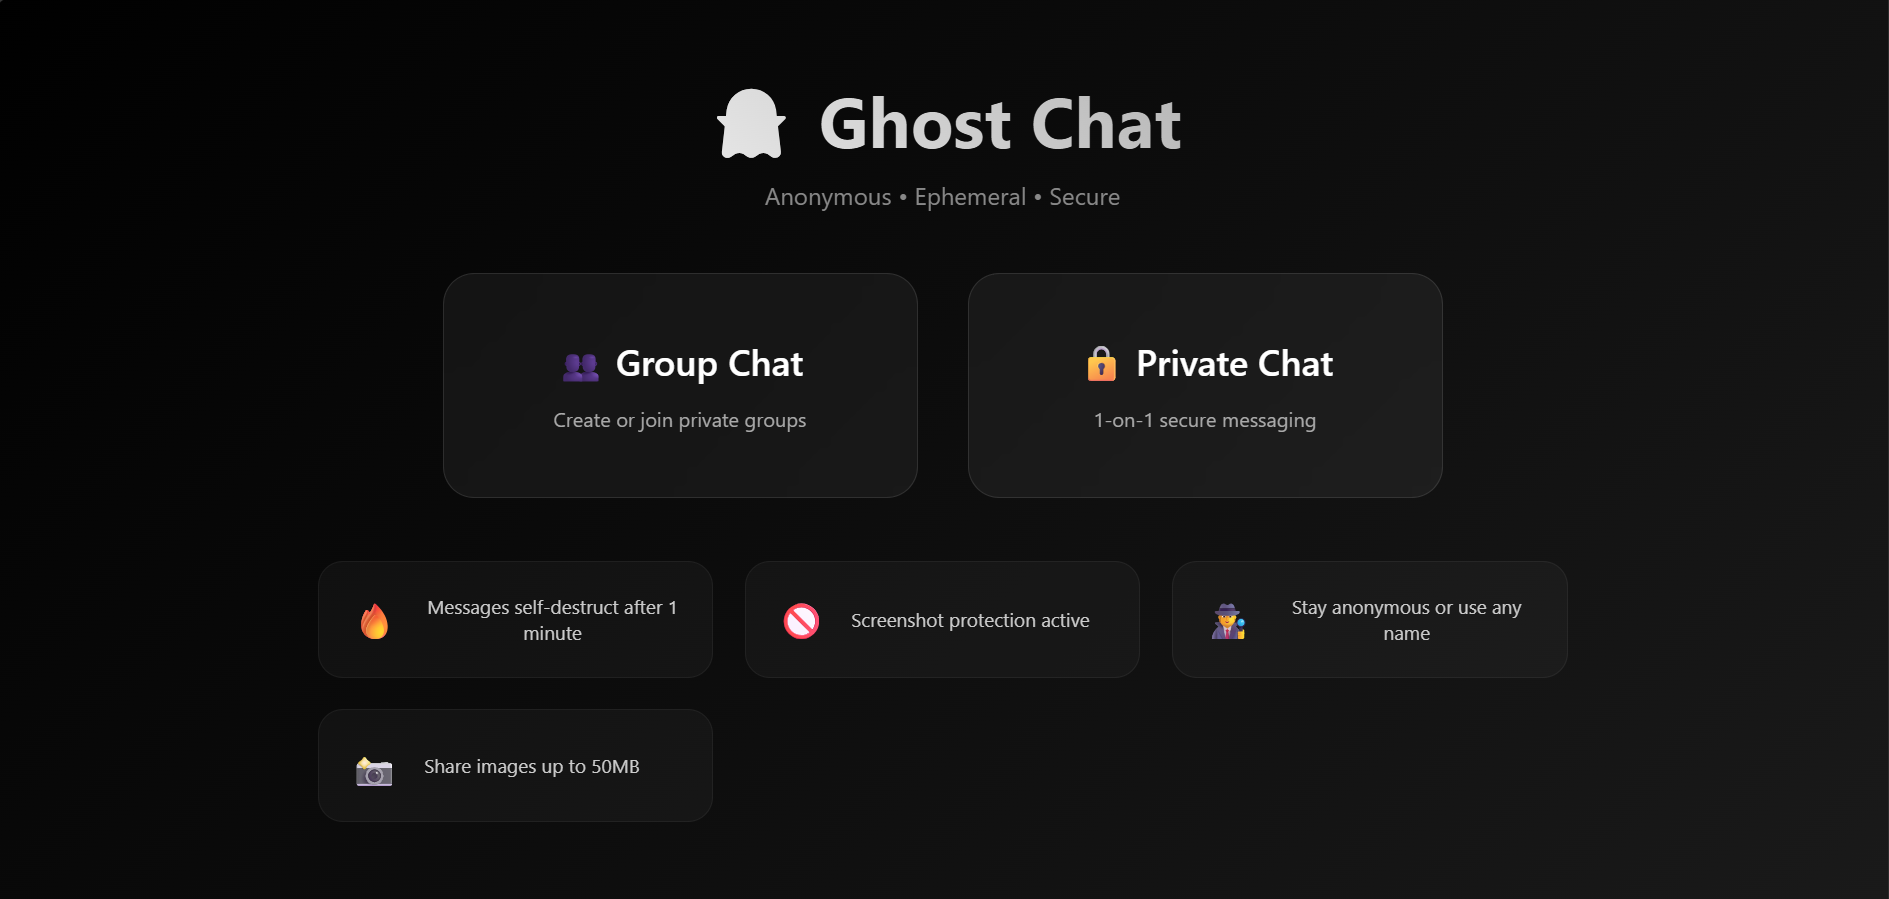 Ghost Chat
Anonymous • Ephemeral • Secure
Group Chat
Create or join private groups
Private Chat
1-on-1 secure messaging
Messages self-destruct after 1
minute
Screenshot protection active
Stay anonymous or use any
name
Share images up to 50MB